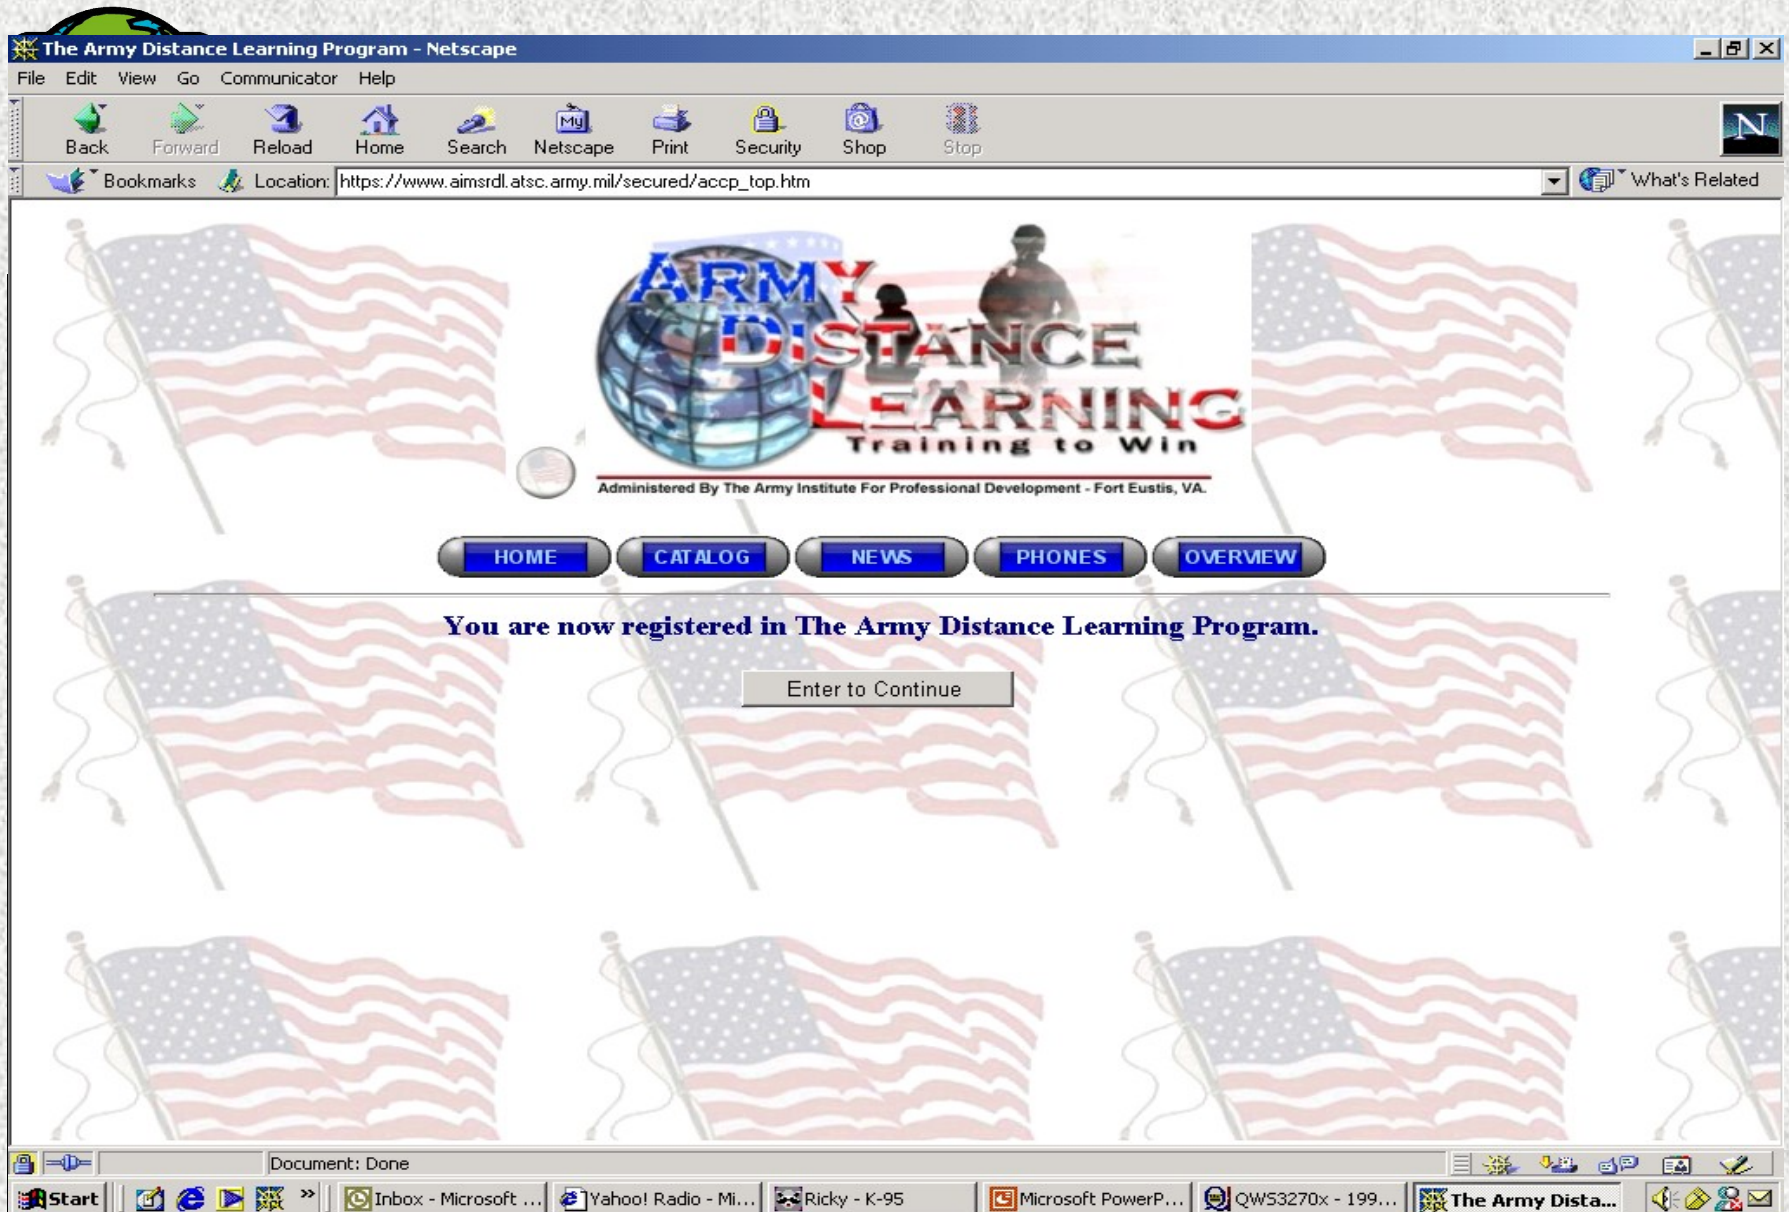 The Army Distance Learning Program - Netscape
File Edit View Go Communicator Help
My N
Back Forward Reload Home Search Netscape Print Security Shop Stop
Bookmarks Location: https://www.aimsrdl.atsc.army.mil/secured/accp_top.htm What's Related
ARMY
DISTANCE
LEARNING
Training to Win
Administered By The Army Institute For Professional Development - Fort Eustis, VA.
HOME CATALOG NEWS PHONES OVERVIEW
You are now registered in The Army Distance Learning Program.
Enter to Continue
Document: Done
Start » Inbox - Microsoft ... Yahoo! Radio - Mi... Ricky - K-95 Microsoft PowerP... QWS3270x - 199... The Army Dista...